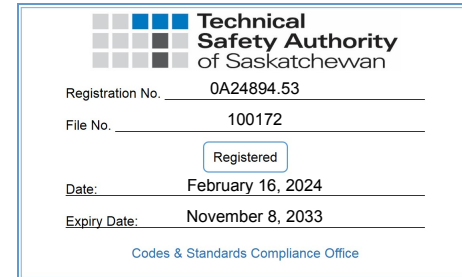 Technical
Safety Authority
of Saskatchewan
Registration No. 0A24894.53
File No. 100172
Registered
Date: February 16, 2024
Expiry Date: November 8, 2033
Codes & Standards Compliance Office